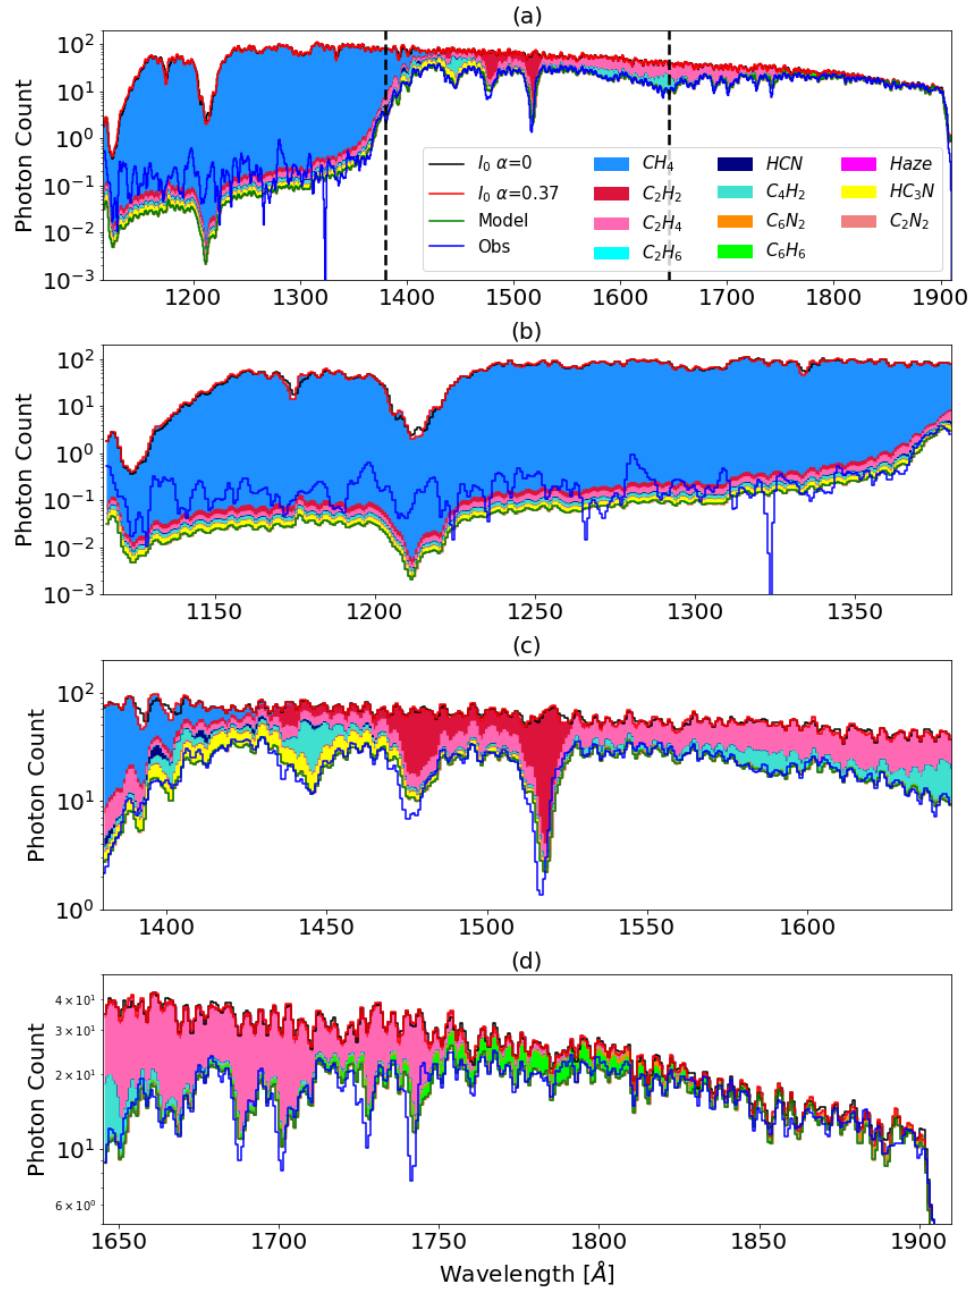 (a)
Photon Count
10²
10¹
10⁰
10⁻¹
10⁻²
10⁻³
I₀ α=0
I₀ α=0.37
Model
Obs
CH₄
C₂H₂
C₂H₄
C₂H₆
HCN
C₄H₂
C₆N₂
C₆H₆
Haze
HC₃N
C₂N₂
1200 1300 1400 1500 1600 1700 1800 1900
(b)
Photon Count
10²
10¹
10⁰
10⁻¹
10⁻²
10⁻³
1150 1200 1250 1300 1350
(c)
Photon Count
10²
10¹
10⁰
1400 1450 1500 1550 1600
(d)
Photon Count
4 × 10¹
3 × 10¹
2 × 10¹
10¹
6 × 10⁰
1650 1700 1750 1800 1850 1900
Wavelength [Å]